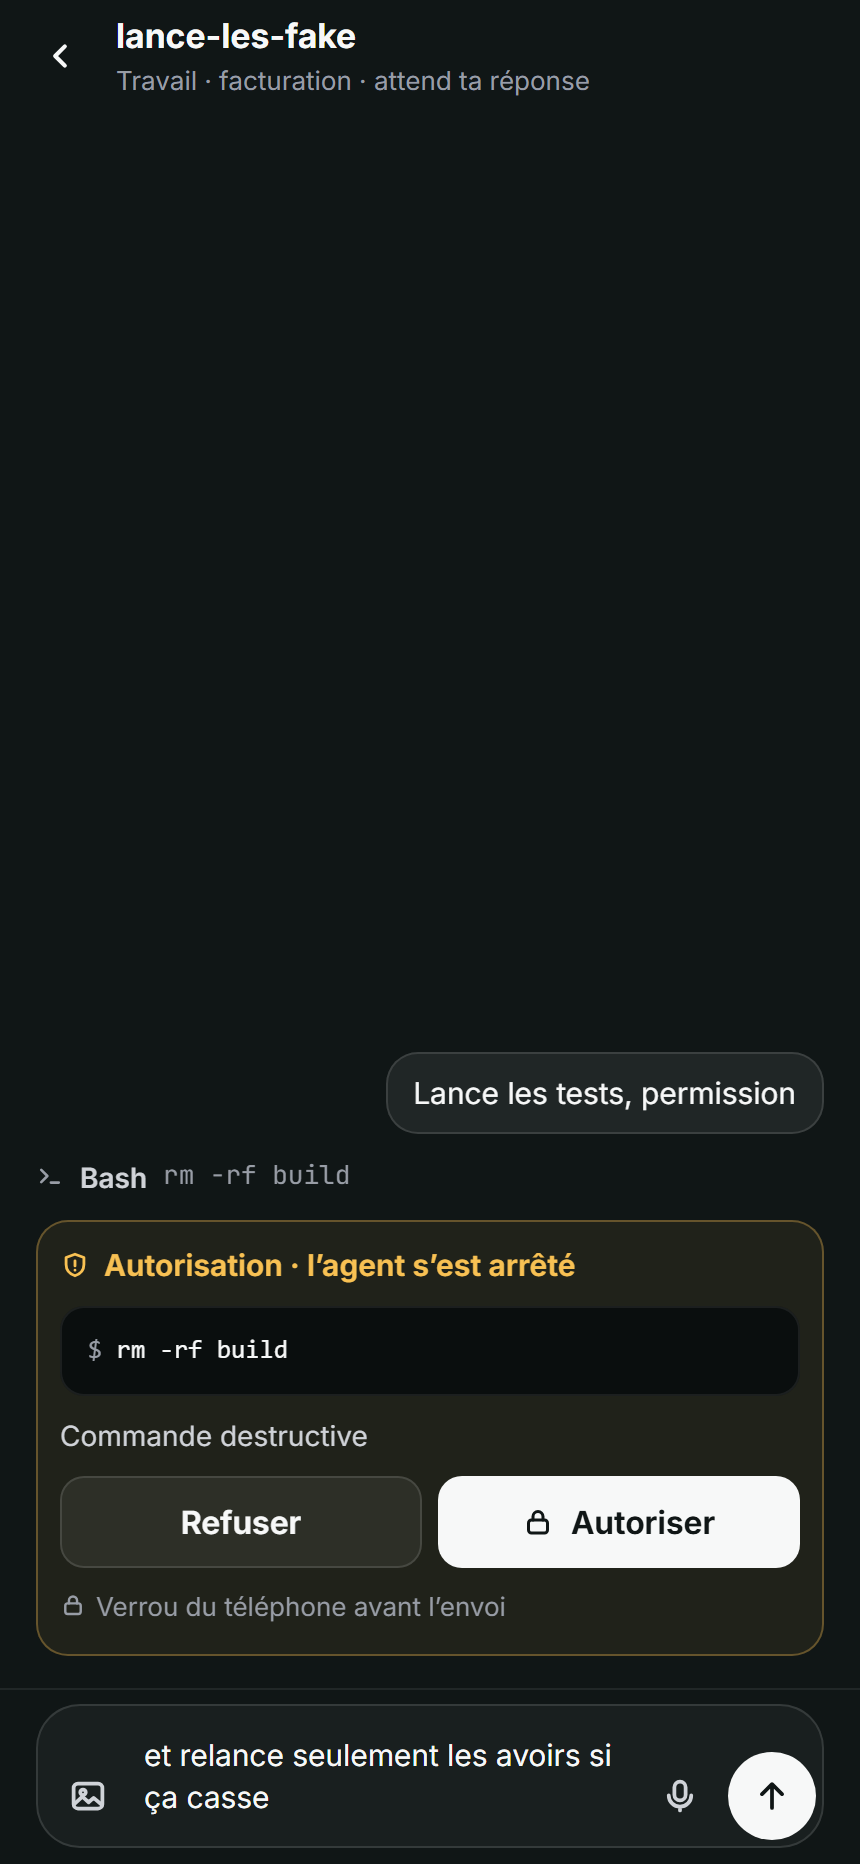 lance-les-fake
Travail · facturation · attend ta réponse
Lance les tests, permission
Bash rm -rf build
Autorisation · l’agent s’est arrêté
$ rm -rf build
Commande destructive
Refuser
Autoriser
Verrou du téléphone avant l’envoi
et relance seulement les avoirs si
ça casse